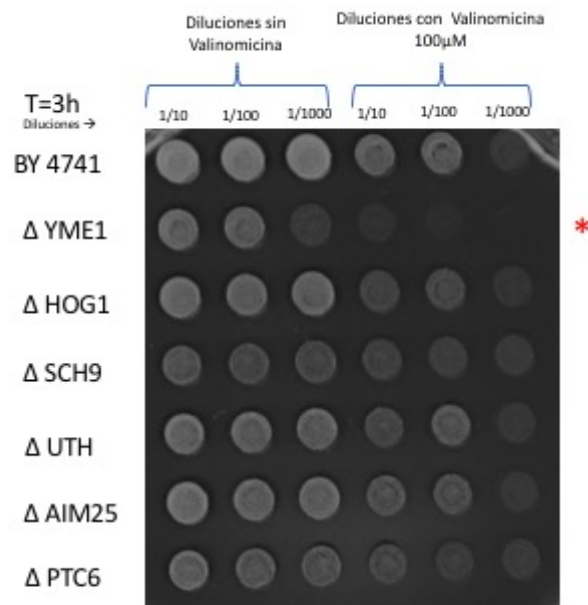 Diluciones sin
Valinomicina
Diluciones con Valinomicina
100µM
T=3h
Diluciones →
1/10 1/100 1/1000 1/10 1/100 1/1000
BY 4741
Δ YME1
*
Δ HOG1
Δ SCH9
Δ UTH
Δ AIM25
Δ PTC6